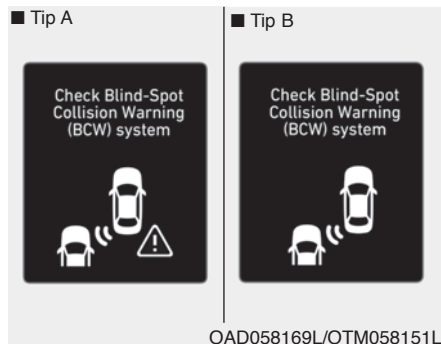 ■ Tip A
Check Blind-Spot
Collision Warning
(BCW) system
■ Tip B
Check Blind-Spot
Collision Warning
(BCW) system
OAD058169L/OTM058151L